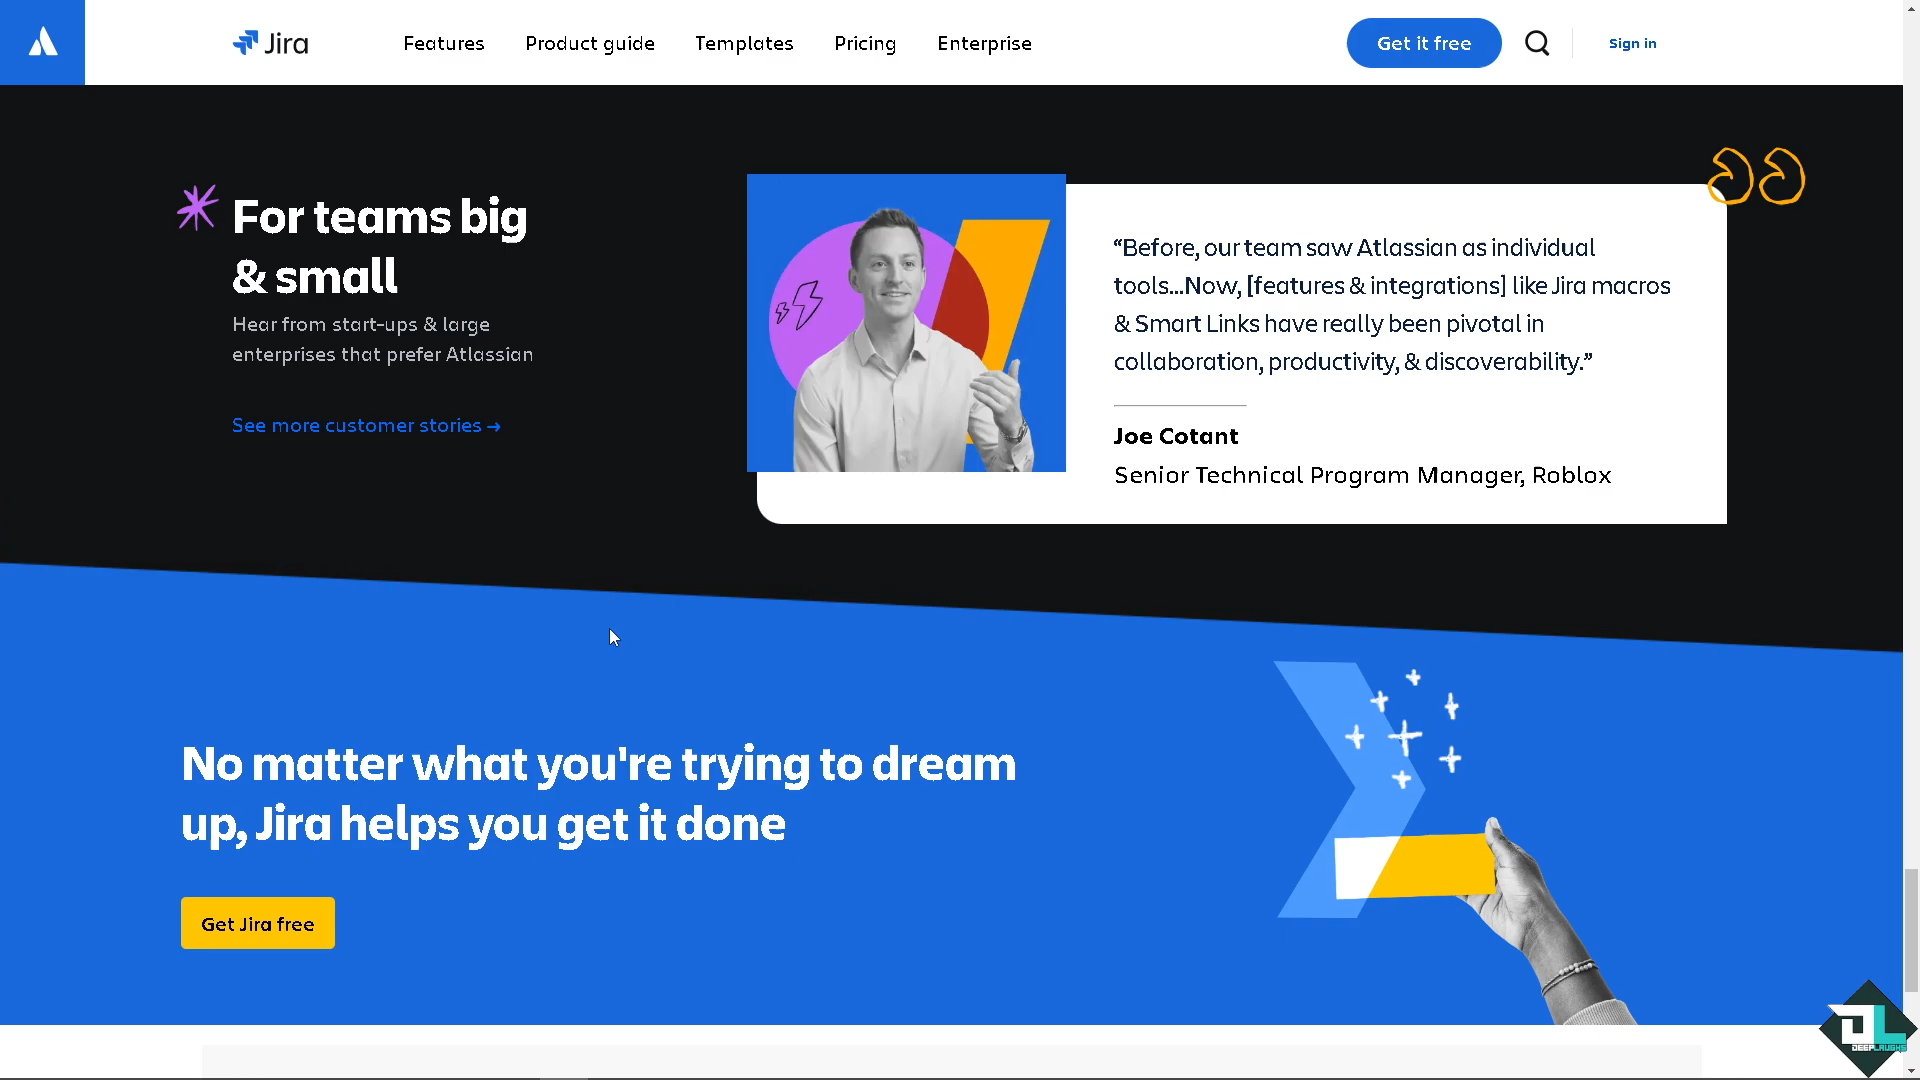 Jira
Features
Product guide
Templates
Pricing
Enterprise
Get it free
Sign in
For teams big
& small
Hear from start-ups & large
enterprises that prefer Atlassian
See more customer stories →
“Before, our team saw Atlassian as individual
tools...Now, [features & integrations] like Jira macros
& Smart Links have really been pivotal in
collaboration, productivity, & discoverability.”
Joe Cotant
Senior Technical Program Manager, Roblox
No matter what you're trying to dream
up, Jira helps you get it done
Get Jira free
DL
DEEPLAUGHS